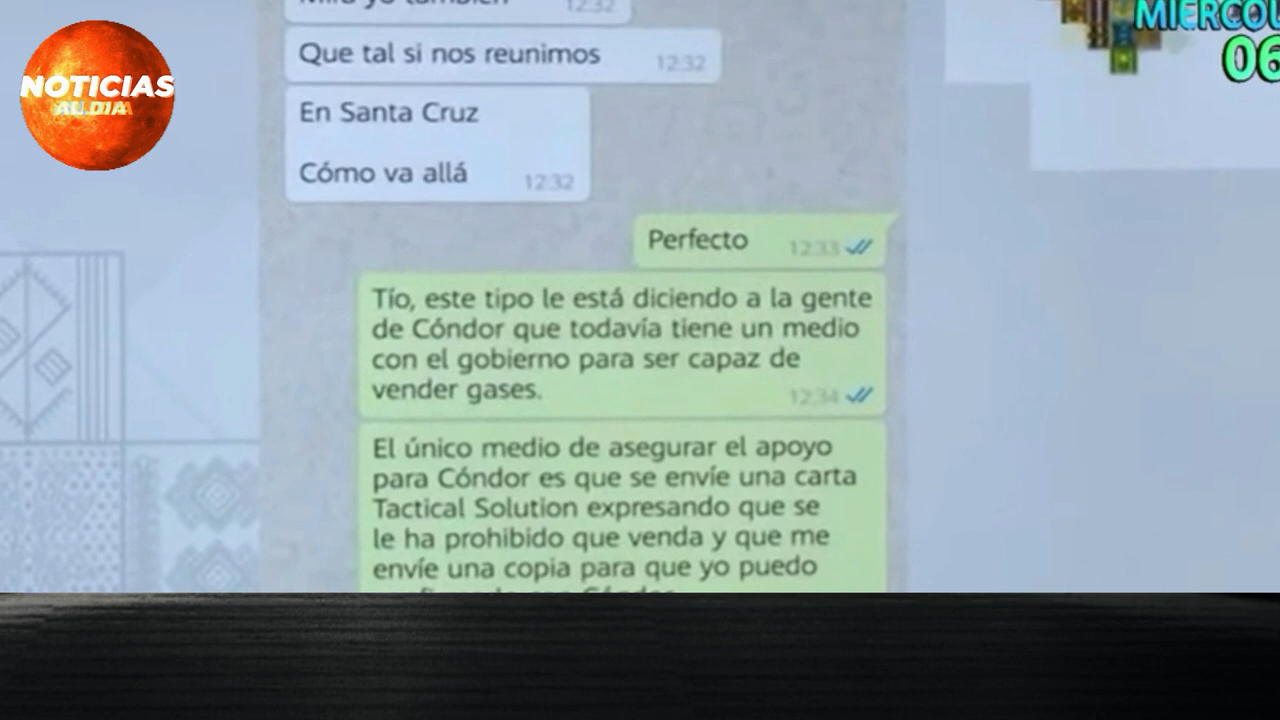 NOTICIAS
AL DIA
06
12:32
Que tal si nos reunimos
12:32
En Santa Cruz
Cómo va allá
12:32
Perfecto
12:33
Tío, este tipo le está diciendo a la gente
de Cóndor que todavía tiene un medio
con el gobierno para ser capaz de
vender gases.
12:34
El único medio de asegurar el apoyo
para Cóndor es que se envíe una carta
Tactical Solution expresando que se
le ha prohibido que venda y que me
envíe una copia para que yo puedo